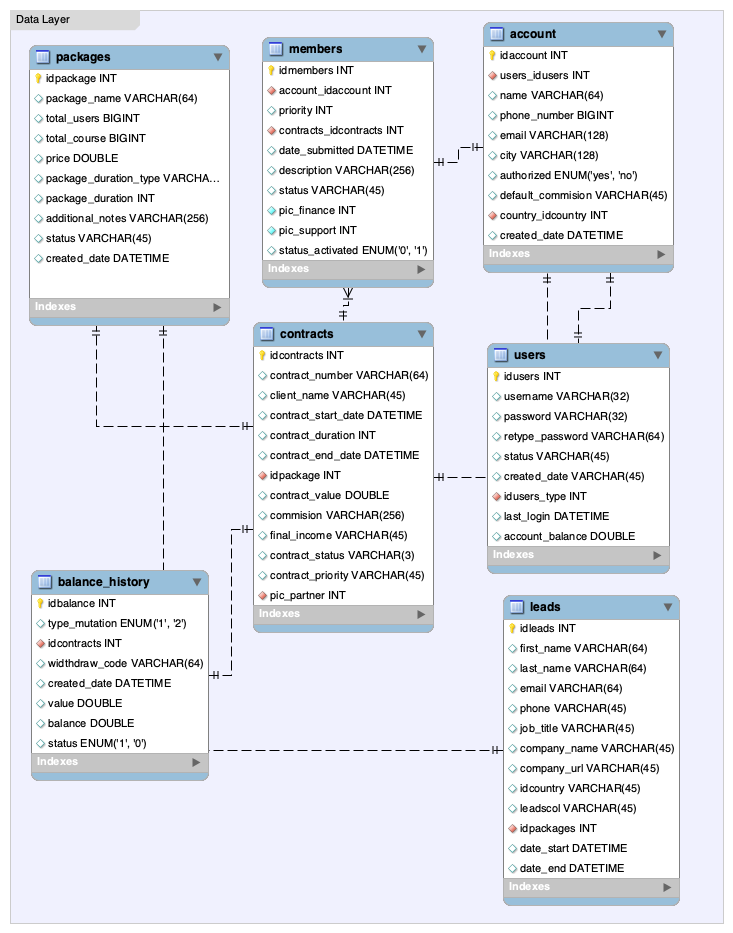 Data Layer
packages
idpackage INT
package_name VARCHAR(64)
total_users BIGINT
total_course BIGINT
price DOUBLE
package_duration_type VARCHA...
package_duration INT
additional_notes VARCHAR(256)
status VARCHAR(45)
created_date DATETIME
Indexes
members
idmembers INT
account_idaccount INT
priority INT
contracts_idcontracts INT
date_submitted DATETIME
description VARCHAR(256)
status VARCHAR(45)
pic_finance INT
pic_support INT
status_activated ENUM('0', '1')
Indexes
account
idaccount INT
users_idusers INT
name VARCHAR(64)
phone_number BIGINT
email VARCHAR(128)
city VARCHAR(128)
authorized ENUM('yes', 'no')
default_commision VARCHAR(45)
country_idcountry INT
created_date DATETIME
Indexes
contracts
idcontracts INT
contract_number VARCHAR(64)
client_name VARCHAR(45)
contract_start_date DATETIME
contract_duration INT
contract_end_date DATETIME
idpackage INT
contract_value DOUBLE
commision VARCHAR(256)
final_income VARCHAR(45)
contract_status VARCHAR(3)
contract_priority VARCHAR(45)
pic_partner INT
Indexes
users
idusers INT
username VARCHAR(32)
password VARCHAR(32)
retype_password VARCHAR(64)
status VARCHAR(45)
created_date VARCHAR(45)
idusers_type INT
last_login DATETIME
account_balance DOUBLE
Indexes
balance_history
idbalance INT
type_mutation ENUM('1', '2')
idcontracts INT
widthdraw_code VARCHAR(64)
created_date DATETIME
value DOUBLE
balance DOUBLE
status ENUM('1', '0')
Indexes
leads
idleads INT
first_name VARCHAR(64)
last_name VARCHAR(64)
email VARCHAR(64)
phone VARCHAR(45)
job_title VARCHAR(45)
company_name VARCHAR(45)
company_url VARCHAR(45)
idcountry VARCHAR(45)
leadscol VARCHAR(45)
idpackages INT
date_start DATETIME
date_end DATETIME
Indexes